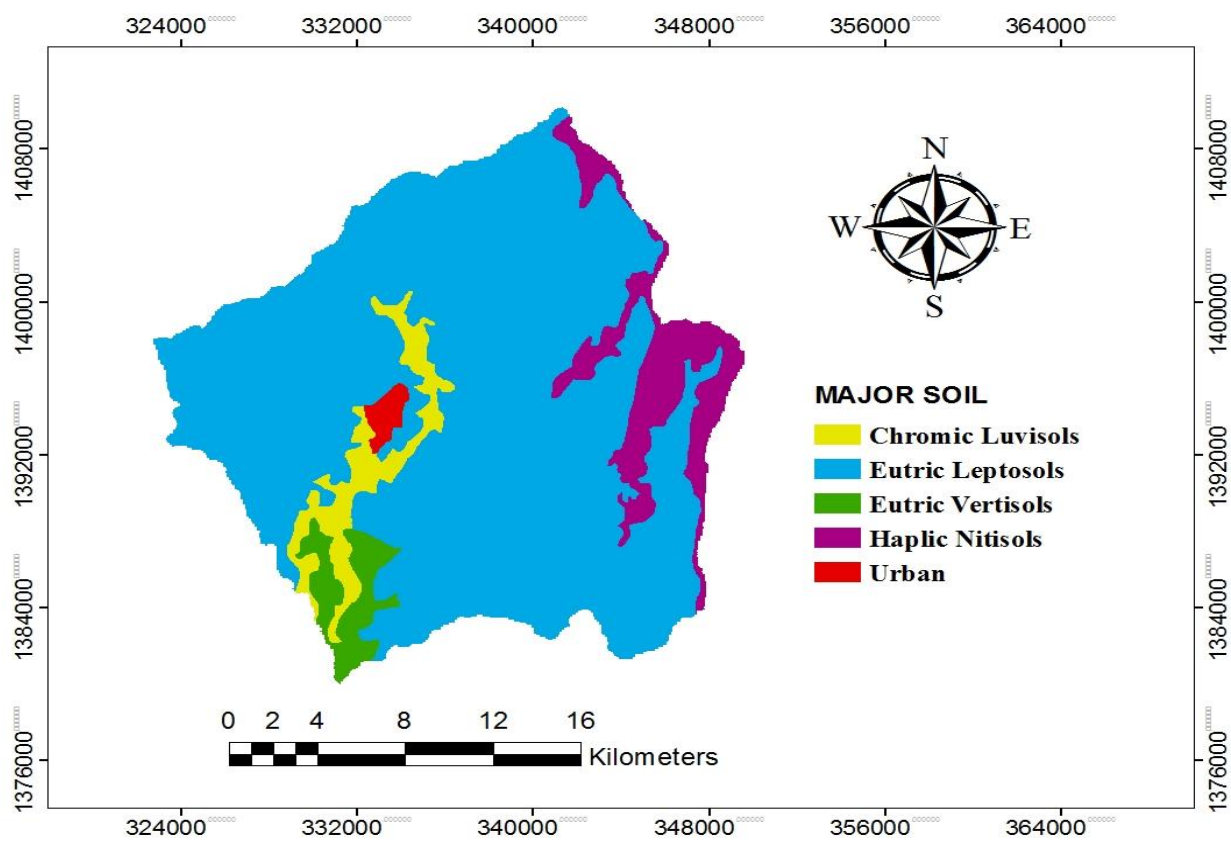 324000 332000 340000 348000 356000 364000
1408000
1400000
1392000
1384000
1376000
N
W E
S
MAJOR SOIL
Chromic Luvisols
Eutric Leptosols
Eutric Vertisols
Haplic Nitisols
Urban
0 2 4 8 12 16
Kilometers
1408000
1400000
1392000
1384000
1376000
324000 332000 340000 348000 356000 364000